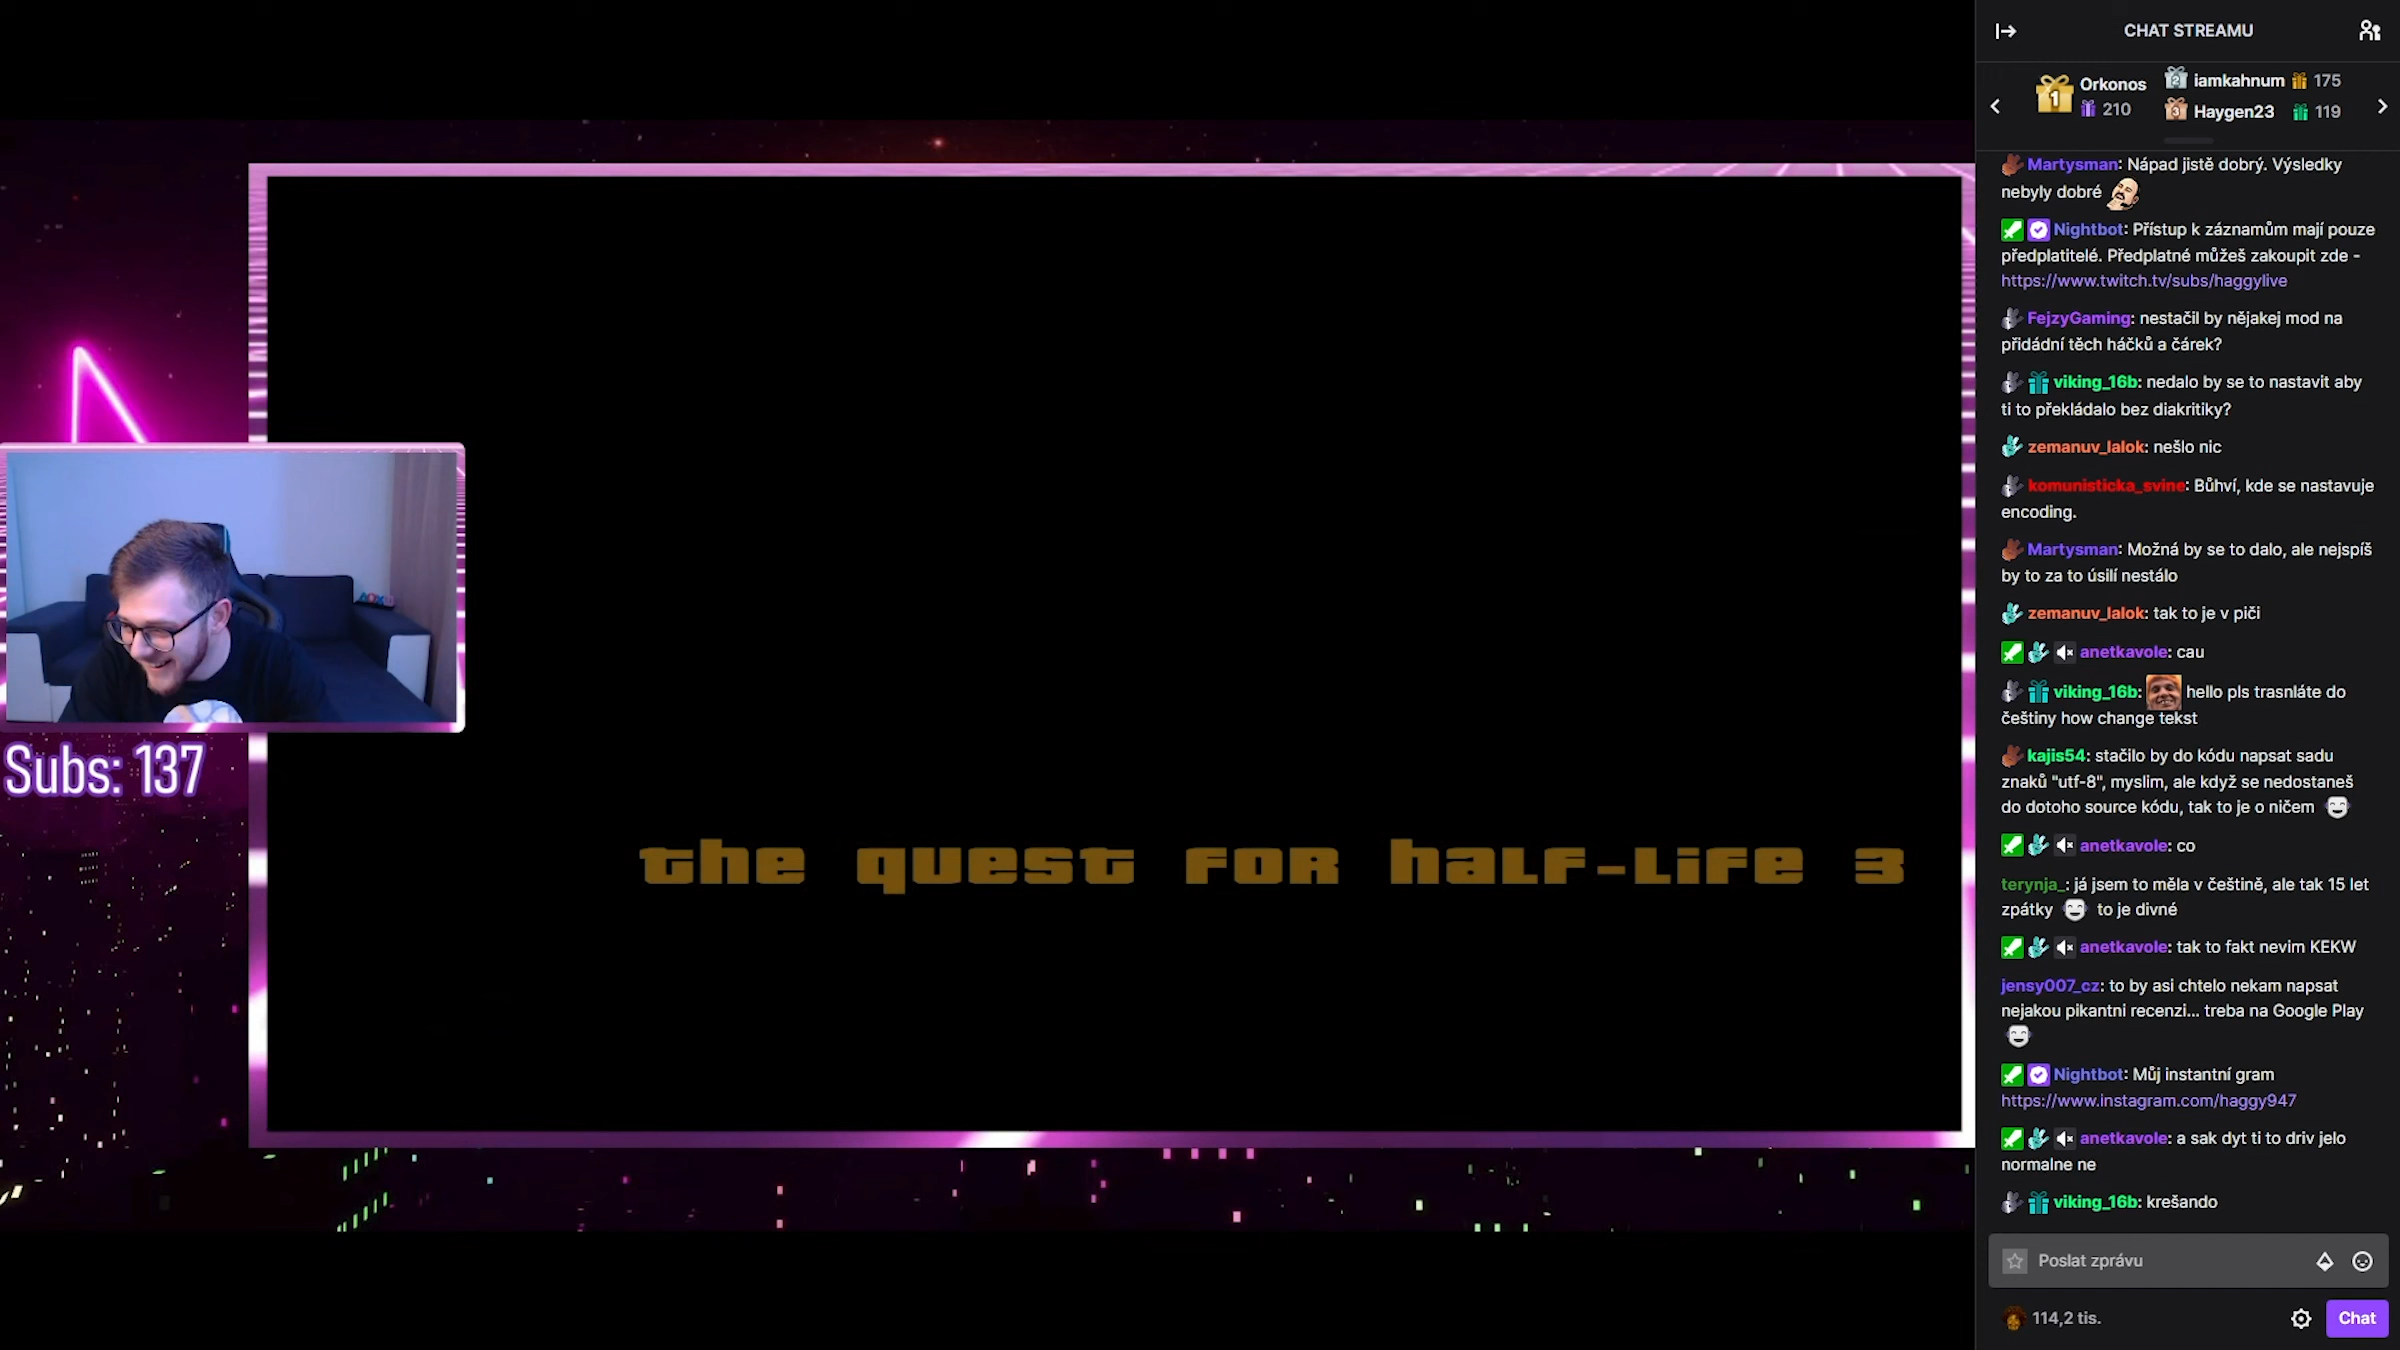 CHAT STREAMU
1
Orkonos
210
2 iamkahnum 175
3 Haygen23 119
Martysman: Nápad jistě dobrý. Výsledky
nebyly dobré
Nightbot: Přístup k záznamům mají pouze
předplatitelé. Předplatné můžeš zakoupit zde -
https://www.twitch.tv/subs/haggylive
FejzyGaming: nestačil by nějakej mod na
přidádní těch háčků a čárek?
viking_16b: nedalo by se to nastavit aby
ti to překládalo bez diakritiky?
zemanuv_lalok: nešlo nic
komunisticka_svine: Bůhví, kde se nastavuje
encoding.
Martysman: Možná by se to dalo, ale nejspíš
by to za to úsilí nestálo
zemanuv_lalok: tak to je v piči
anetkavole: cau
viking_16b: hello pls trasnláte do
češtiny how change tekst
kajis54: stačilo by do kódu napsat sadu
znaků "utf-8", myslim, ale když se nedostaneš
do dotoho source kódu, tak to je o ničem
anetkavole: co
terynja_: já jsem to měla v češtině, ale tak 15 let
zpátky to je divné
anetkavole: tak to fakt nevim KEKW
jensy007_cz: to by asi chtelo nekam napsat
nejakou pikantni recenzi... treba na Google Play
Nightbot: Můj instantní gram
https://www.instagram.com/haggy947
anetkavole: a sak dyt ti to driv jelo
normalne ne
viking_16b: krešando
Poslat zprávu
114,2 tis.
Chat
Subs: 137
the quest for half-life 3